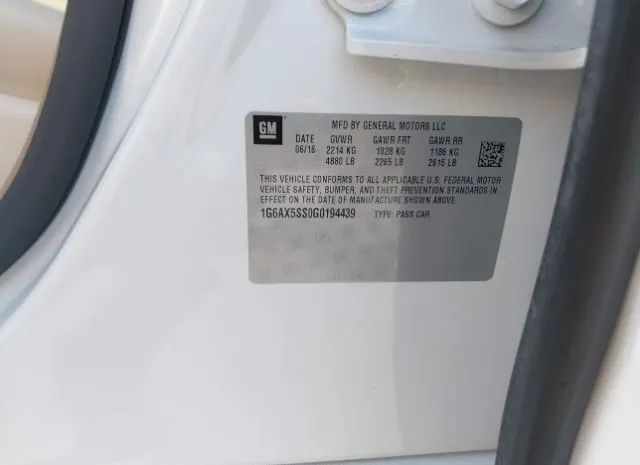 GM MFD BY GENERAL MOTORS LLC
DATE GVWR GAWR FRT GAWR RR
06/16 2214 KG 1028 KG 1186 KG
4880 LB 2265 LB 2615 LB
THIS VEHICLE CONFORMS TO ALL APPLICABLE U.S. FEDERAL MOTOR
VEHICLE SAFETY, BUMPER, AND THEFT PREVENTION STANDARDS IN
EFFECT ON THE DATE OF MANUFACTURE SHOWN ABOVE.
1G6AX5SS0G0194439 TYPE: PASS CAR